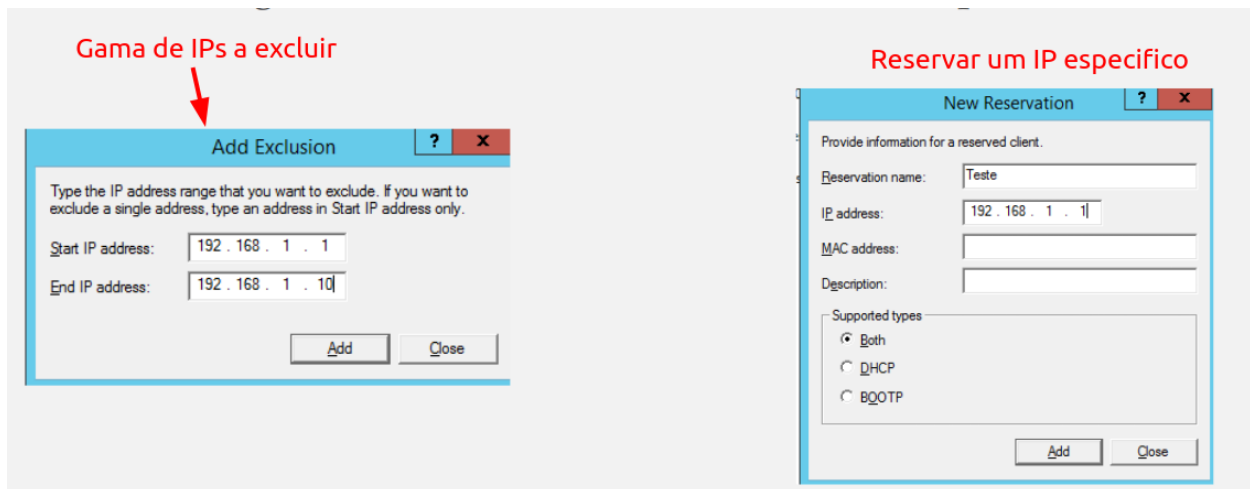 Gama de IPs a excluir
Add Exclusion
? x
Type the IP address range that you want to exclude. If you want to
exclude a single address, type an address in Start IP address only.
Start IP address: 192 . 168 . 1 . 1
End IP address: 192 . 168 . 1 . 10
Add Close
Reservar um IP especifico
New Reservation
? x
Provide information for a reserved client.
Reservation name: Teste
IP address: 192 . 168 . 1 . 1
MAC address:
Description:
Supported types
Both
DHCP
BOOTP
Add Close